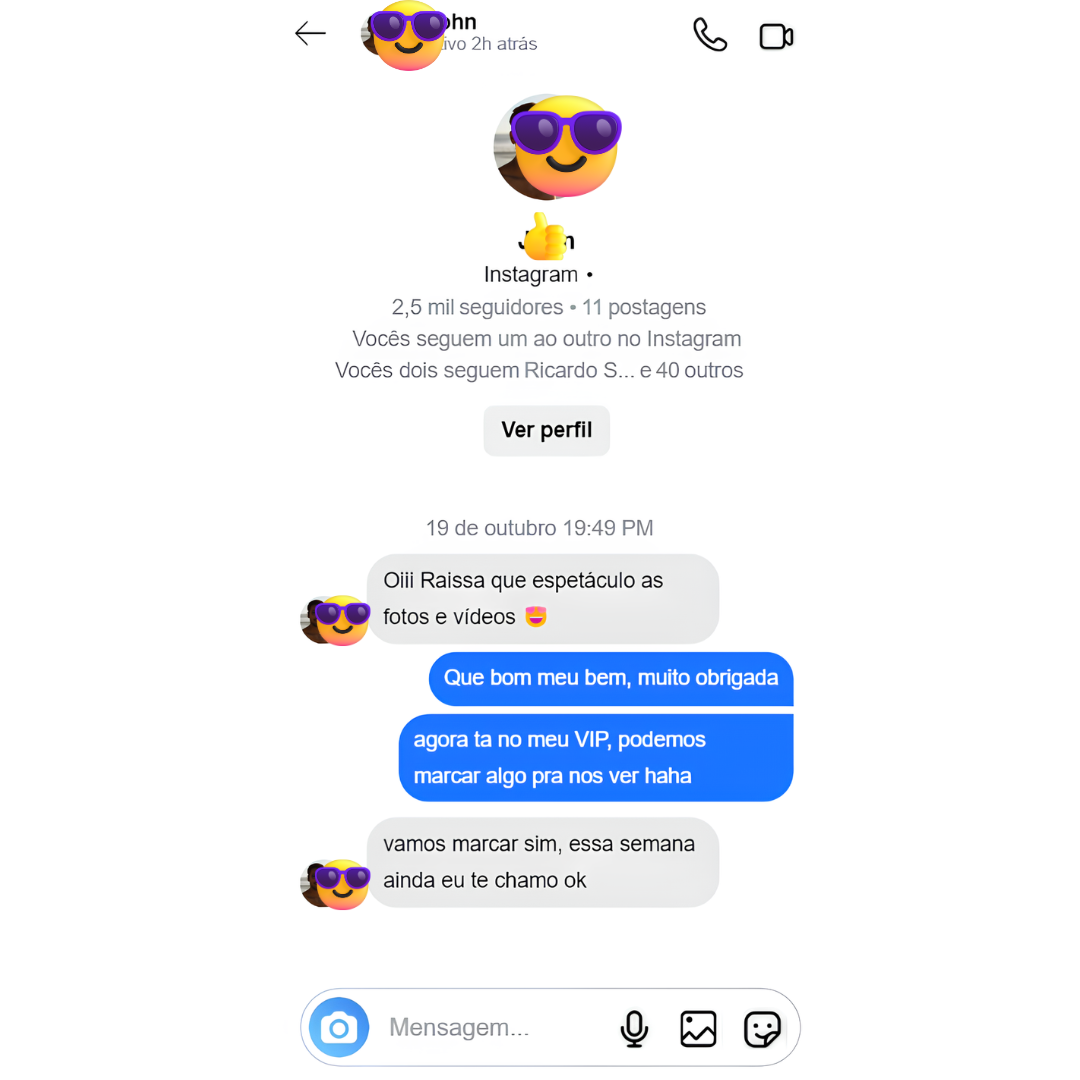 ohn
ivo 2h atrás
Instagram •
2,5 mil seguidores • 11 postagens
Vocês seguem um ao outro no Instagram
Vocês dois seguem Ricardo S... e 40 outros
Ver perfil
19 de outubro 19:49 PM
Oiii Raissa que espetáculo as
fotos e vídeos
Que bom meu bem, muito obrigada
agora ta no meu VIP, podemos
marcar algo pra nos ver haha
vamos marcar sim, essa semana
ainda eu te chamo ok
Mensagem...